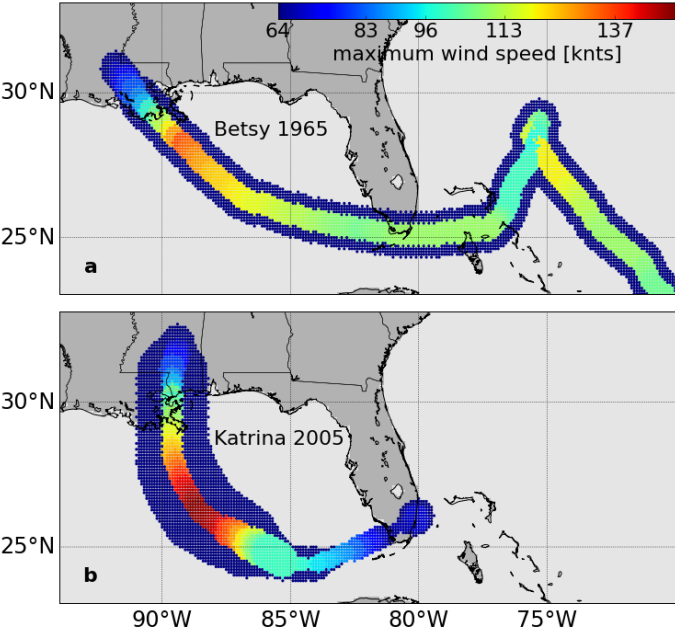 64 83 96 113 137
maximum wind speed [knts]
30°N
Betsy 1965
25°N
a
30°N
Katrina 2005
25°N
b
90°W 85°W 80°W 75°W